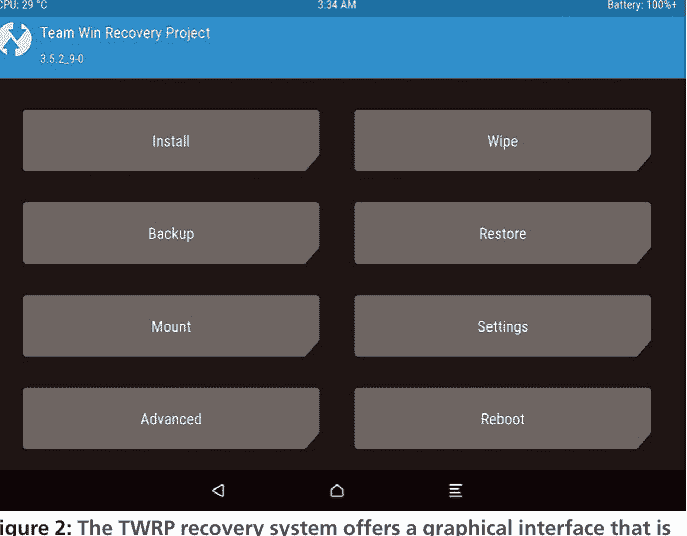 CPU: 29 °C 3:34 AM Battery: 100%+
Team Win Recovery Project
3.5.2_9-0
Install Wipe
Backup Restore
Mount Settings
Advanced Reboot
igure 2: The TWRP recovery system offers a graphical interface that is